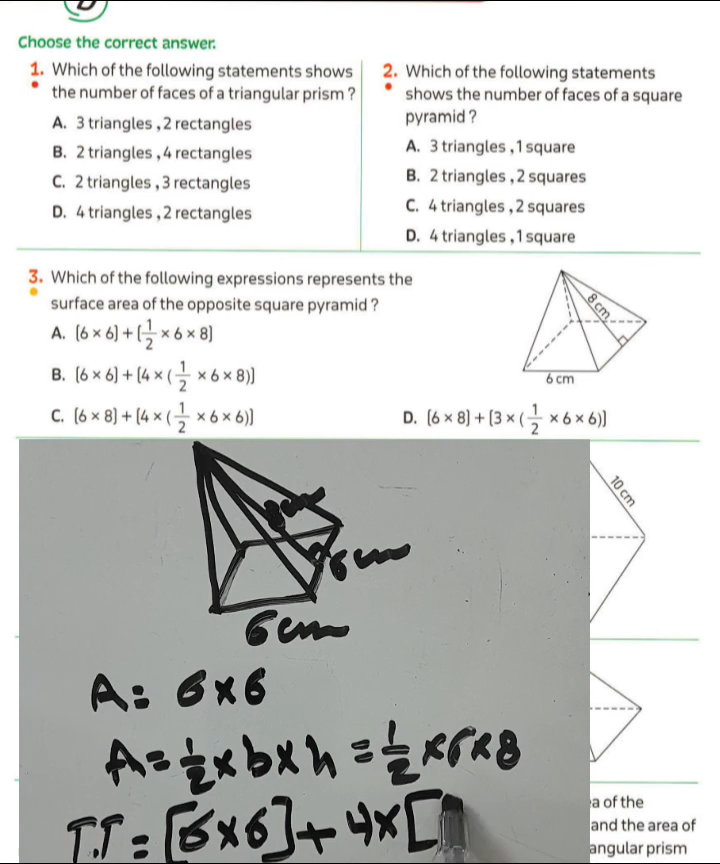 Choose the correct answer.
1. Which of the following statements shows
the number of faces of a triangular prism?
A. 3 triangles, 2 rectangles
B. 2 triangles, 4 rectangles
C. 2 triangles, 3 rectangles
D. 4 triangles, 2 rectangles
2. Which of the following statements
shows the number of faces of a square
pyramid?
A. 3 triangles, 1 square
B. 2 triangles, 2 squares
C. 4 triangles, 2 squares
D. 4 triangles, 1 square
3. Which of the following expressions represents the
surface area of the opposite square pyramid?
A. [6 × 6] + [1/2 × 6 × 8]
B. [6 × 6] + [4 × (1/2 × 6 × 8)]
C. [6 × 8] + [4 × (1/2 × 6 × 6)]
D. [6 × 8] + [3 × (1/2 × 6 × 6)]
8 cm
6 cm
8cm
6cm
6cm
A = 6×6
A = 1/2 × b × h = 1/2 × 6 × 8
T.T = [6×6] + 4× [
10 cm
a of the
and the area of
angular prism